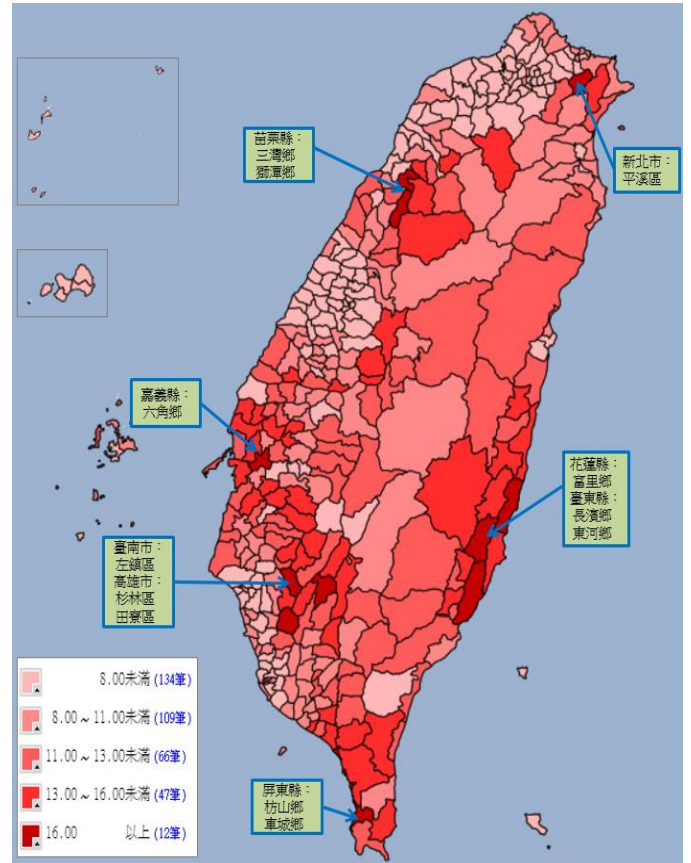 苗栗縣：
三灣鄉
獅潭鄉
新北市：
平溪區
嘉義縣：
六角鄉
花蓮縣：
富里鄉
臺東縣：
長濱鄉
東河鄉
臺南市：
左鎮區
高雄市：
杉林區
田寮區
屏東縣：
枋山鄉
車城鄉
8.00未滿 (134筆)
8.00 ~ 11.00未滿 (109筆)
11.00 ~ 13.00未滿 (66筆)
13.00 ~ 16.00未滿 (47筆)
16.00 以上 (12筆)